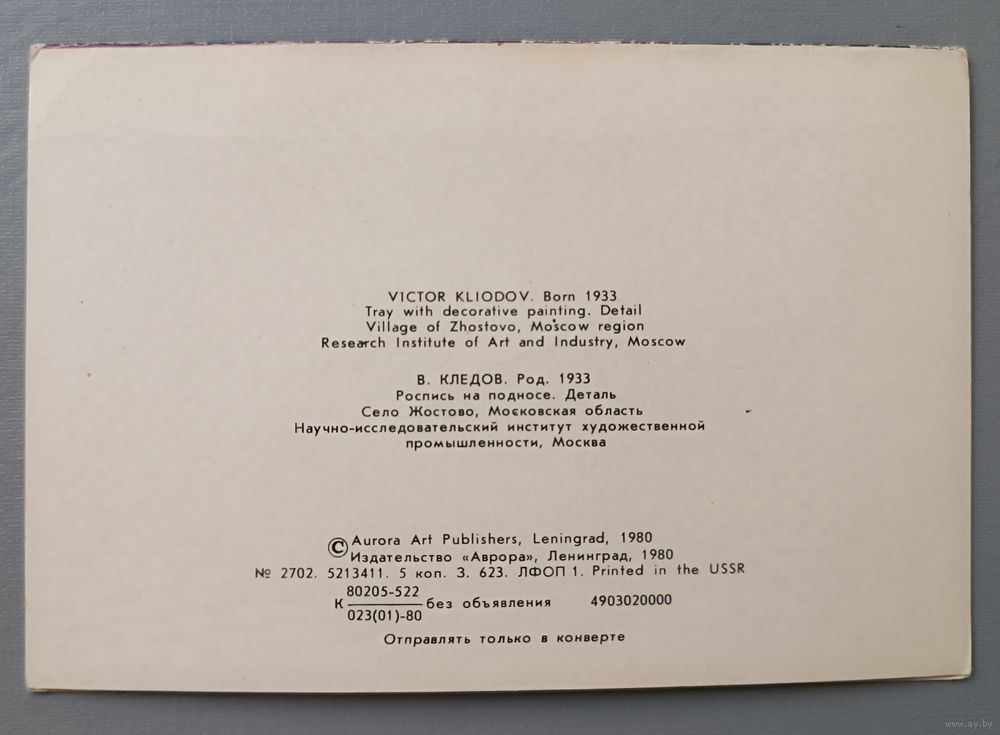 VICTOR KLIODOV. Born 1933
Tray with decorative painting. Detail
Village of Zhostovo, Moscow region
Research Institute of Art and Industry, Moscow
В. КЛЕДОВ. Род. 1933
Роспись на подносе. Деталь
Село Жостово, Московская область
Научно-исследовательский институт художественной
промышленности, Москва
© Aurora Art Publishers, Leningrad, 1980
Издательство «Аврора», Ленинград, 1980
№ 2702. 5213411. 5 коп. З. 623. ЛФОП 1. Printed in the USSR
80205-522
К без объявления 4903020000
023(01)-80
Отправлять только в конверте
www.ay.by